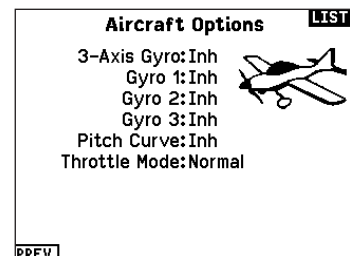 Aircraft Options LIST
3-Axis Gyro: Inh
Gyro 1: Inh
Gyro 2: Inh
Gyro 3: Inh
Pitch Curve: Inh
Throttle Mode: Normal
PREV